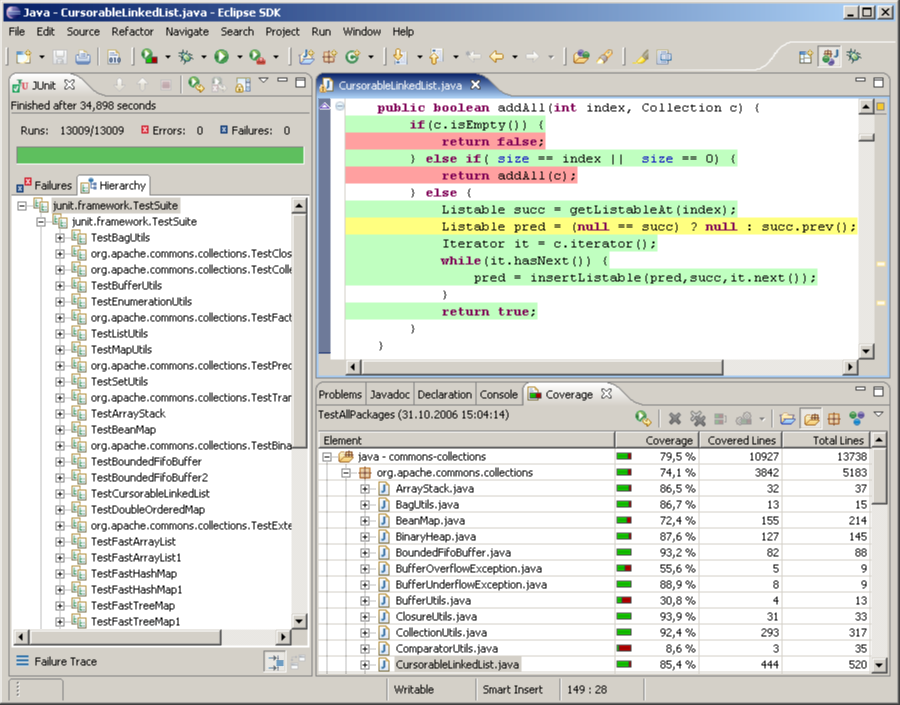 Java - CursorableLinkedList.java - Eclipse SDK
File Edit Source Refactor Navigate Search Project Run Window Help
JUnit
Finished after 34,898 seconds
Runs: 13009/13009 Errors: 0 Failures: 0
Failures Hierarchy
junit.framework.TestSuite
junit.framework.TestSuite
TestBagUtils
org.apache.commons.collections.TestClos
org.apache.commons.collections.TestColle
TestBufferUtils
TestEnumerationUtils
org.apache.commons.collections.TestFact
TestListUtils
TestMapUtils
org.apache.commons.collections.TestPrec
TestSetUtils
org.apache.commons.collections.TestTran
TestArrayStack
TestBeanMap
org.apache.commons.collections.TestBina
TestBoundedFifoBuffer
TestBoundedFifoBuffer2
TestCursorableLinkedList
TestDoubleOrderedMap
org.apache.commons.collections.TestExte
TestFastArrayList
TestFastArrayList1
TestFastHashMap
TestFastHashMap1
TestFastTreeMap
TestFastTreeMap1
Failure Trace
CursorableLinkedList.java
public boolean addAll(int index, Collection c) {
if(c.isEmpty()) {
return false;
} else if( size == index || size == 0) {
return addAll(c);
} else {
Listable succ = getListableAt(index);
Listable pred = (null == succ) ? null : succ.prev();
Iterator it = c.iterator();
while(it.hasNext()) {
pred = insertListable(pred,succ,it.next());
}
return true;
}
}
Problems Javadoc Declaration Console Coverage
TestAllPackages (31.10.2006 15:04:14)
Element Coverage Covered Lines Total Lines
java - commons-collections 79,5 % 10927 13738
org.apache.commons.collections 74,1 % 3842 5183
ArrayStack.java 86,5 % 32 37
BagUtils.java 86,7 % 13 15
BeanMap.java 72,4 % 155 214
BinaryHeap.java 87,6 % 127 145
BoundedFifoBuffer.java 93,2 % 82 88
BufferOverflowException.java 55,6 % 5 9
BufferUnderflowException.java 88,9 % 8 9
BufferUtils.java 30,8 % 4 13
ClosureUtils.java 93,9 % 31 33
CollectionUtils.java 92,4 % 293 317
ComparatorUtils.java 8,6 % 3 35
CursorableLinkedList.java 85,4 % 444 520
Writable Smart Insert 149 : 28